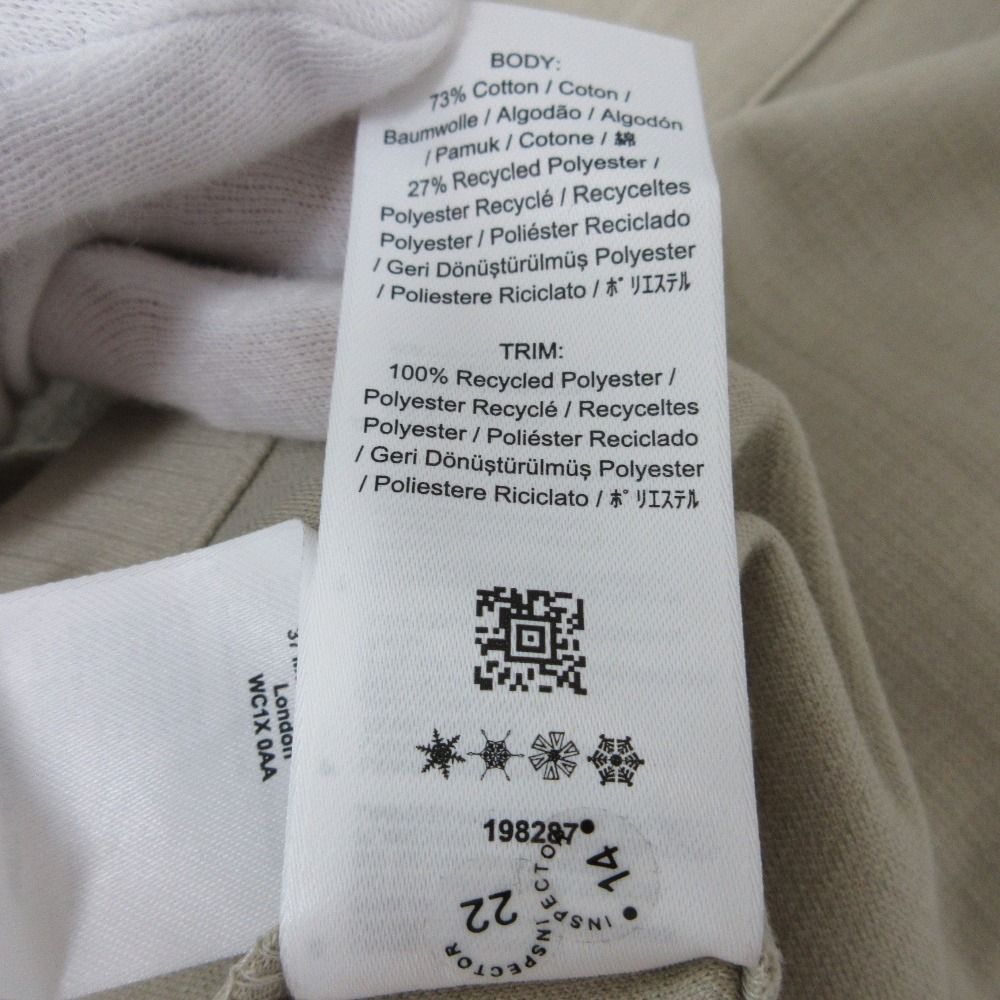 BODY:
73% Cotton / Coton /
Baumwolle / Algodão / Algodón
/ Pamuk / Cotone / 綿
27% Recycled Polyester /
Polyester Recyclé / Recyceltes
Polyester / Poliéster Reciclado
/ Geri Dönüştürülmüş Polyester
/ Poliestere Riciclato / ポリエステル
TRIM:
100% Recycled Polyester /
Polyester Recyclé / Recyceltes
Polyester / Poliéster Reciclado
/ Geri Dönüştürülmüş Polyester
/ Poliestere Riciclato / ポリエステル
198287
INSPECTOR
14
INSPECTOR
22
37
London
WC1X 0AA